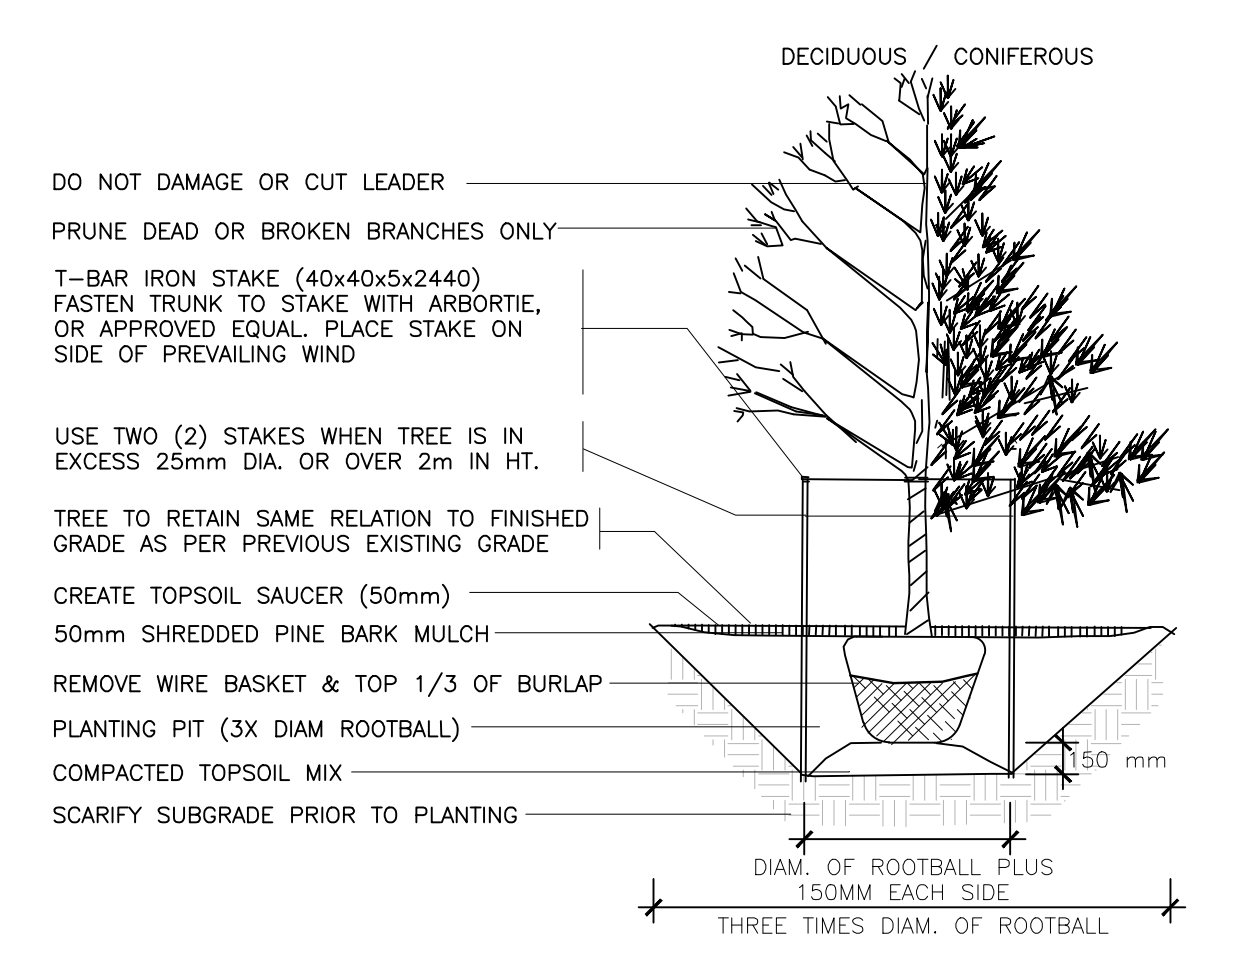 DECIDUOUS / CONIFEROUS
DO NOT DAMAGE OR CUT LEADER
PRUNE DEAD OR BROKEN BRANCHES ONLY
T-BAR IRON STAKE (40x40x5x2440)
FASTEN TRUNK TO STAKE WITH ARBORTIE,
OR APPROVED EQUAL. PLACE STAKE ON
SIDE OF PREVAILING WIND
USE TWO (2) STAKES WHEN TREE IS IN
EXCESS 25mm DIA. OR OVER 2m IN HT.
TREE TO RETAIN SAME RELATION TO FINISHED
GRADE AS PER PREVIOUS EXISTING GRADE
CREATE TOPSOIL SAUCER (50mm)
50mm SHREDDED PINE BARK MULCH
REMOVE WIRE BASKET & TOP 1/3 OF BURLAP
PLANTING PIT (3X DIAM ROOTBALL)
COMPACTED TOPSOIL MIX
150 mm
SCARIFY SUBGRADE PRIOR TO PLANTING
DIAM. OF ROOTBALL PLUS
150MM EACH SIDE
THREE TIMES DIAM. OF ROOTBALL